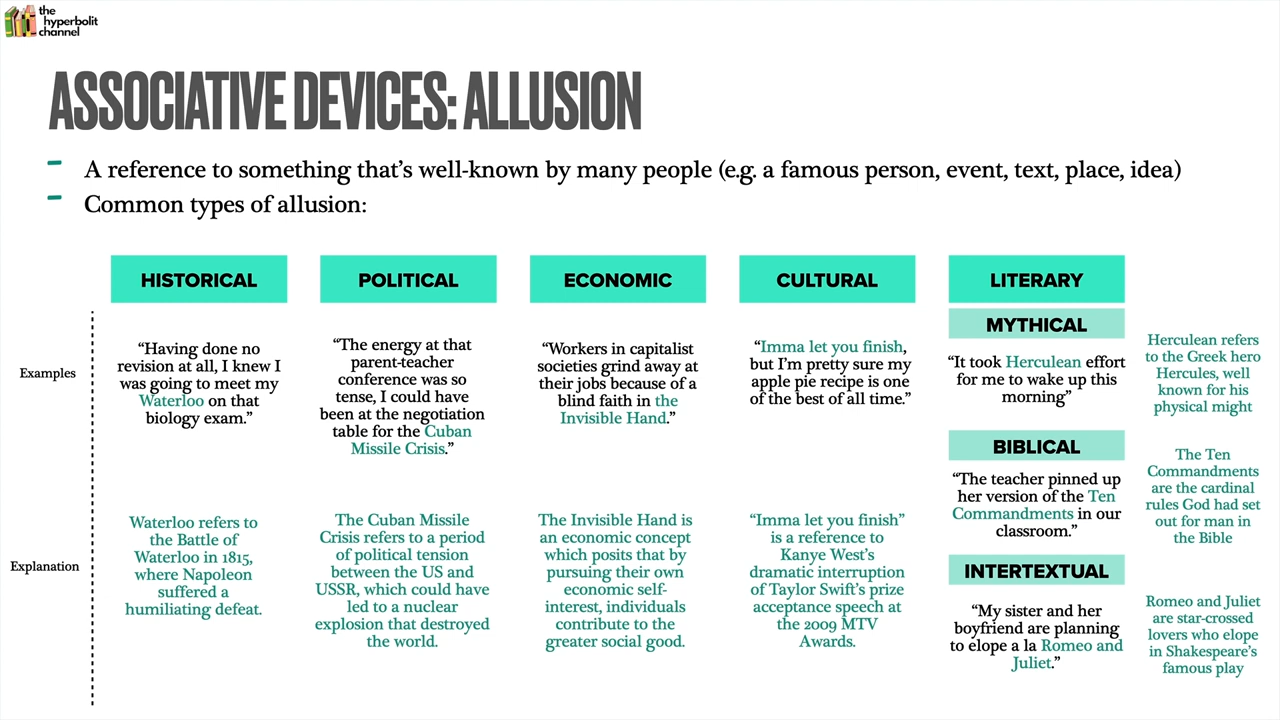 the
hyperbolit
channel
ASSOCIATIVE DEVICES: ALLUSION
A reference to something that's well-known by many people (e.g. a famous person, event, text, place, idea)
Common types of allusion:
HISTORICAL
POLITICAL
ECONOMIC
CULTURAL
LITERARY
Examples
“Having done no
revision at all, I knew I
was going to meet my
Waterloo on that
biology exam.”
“The energy at that
parent-teacher
conference was so
tense, I could have
been at the negotiation
table for the Cuban
Missile Crisis.”
“Workers in capitalist
societies grind away at
their jobs because of a
blind faith in the
Invisible Hand.”
“Imma let you finish,
but I'm pretty sure my
apple pie recipe is one
of the best of all time.”
MYTHICAL
“It took Herculean effort
for me to wake up this
morning”
Herculean refers
to the Greek hero
Hercules, well
known for his
physical might
BIBLICAL
“The teacher pinned up
her version of the Ten
Commandments in our
classroom.”
The Ten
Commandments
are the cardinal
rules God had set
out for man in
the Bible
Explanation
Waterloo refers to
the Battle of
Waterloo in 1815,
where Napoleon
suffered a
humiliating defeat.
The Cuban Missile
Crisis refers to a period
of political tension
between the US and
USSR, which could have
led to a nuclear
explosion that destroyed
the world.
The Invisible Hand is
an economic concept
which posits that by
pursuing their own
economic self-
interest, individuals
contribute to the
greater social good.
“Imma let you finish”
is a reference to
Kanye West's
dramatic interruption
of Taylor Swift's prize
acceptance speech at
the 2009 MTV
Awards.
INTERTEXTUAL
“My sister and her
boyfriend are planning
to elope a la Romeo and
Juliet.”
Romeo and Juliet
are star-crossed
lovers who elope
in Shakespeare's
famous play